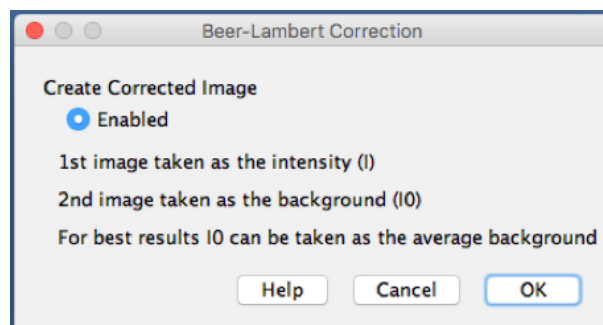 Beer-Lambert Correction
Create Corrected Image
Enabled
1st image taken as the intensity (I)
2nd image taken as the background (I0)
For best results I0 can be taken as the average background
Help Cancel OK